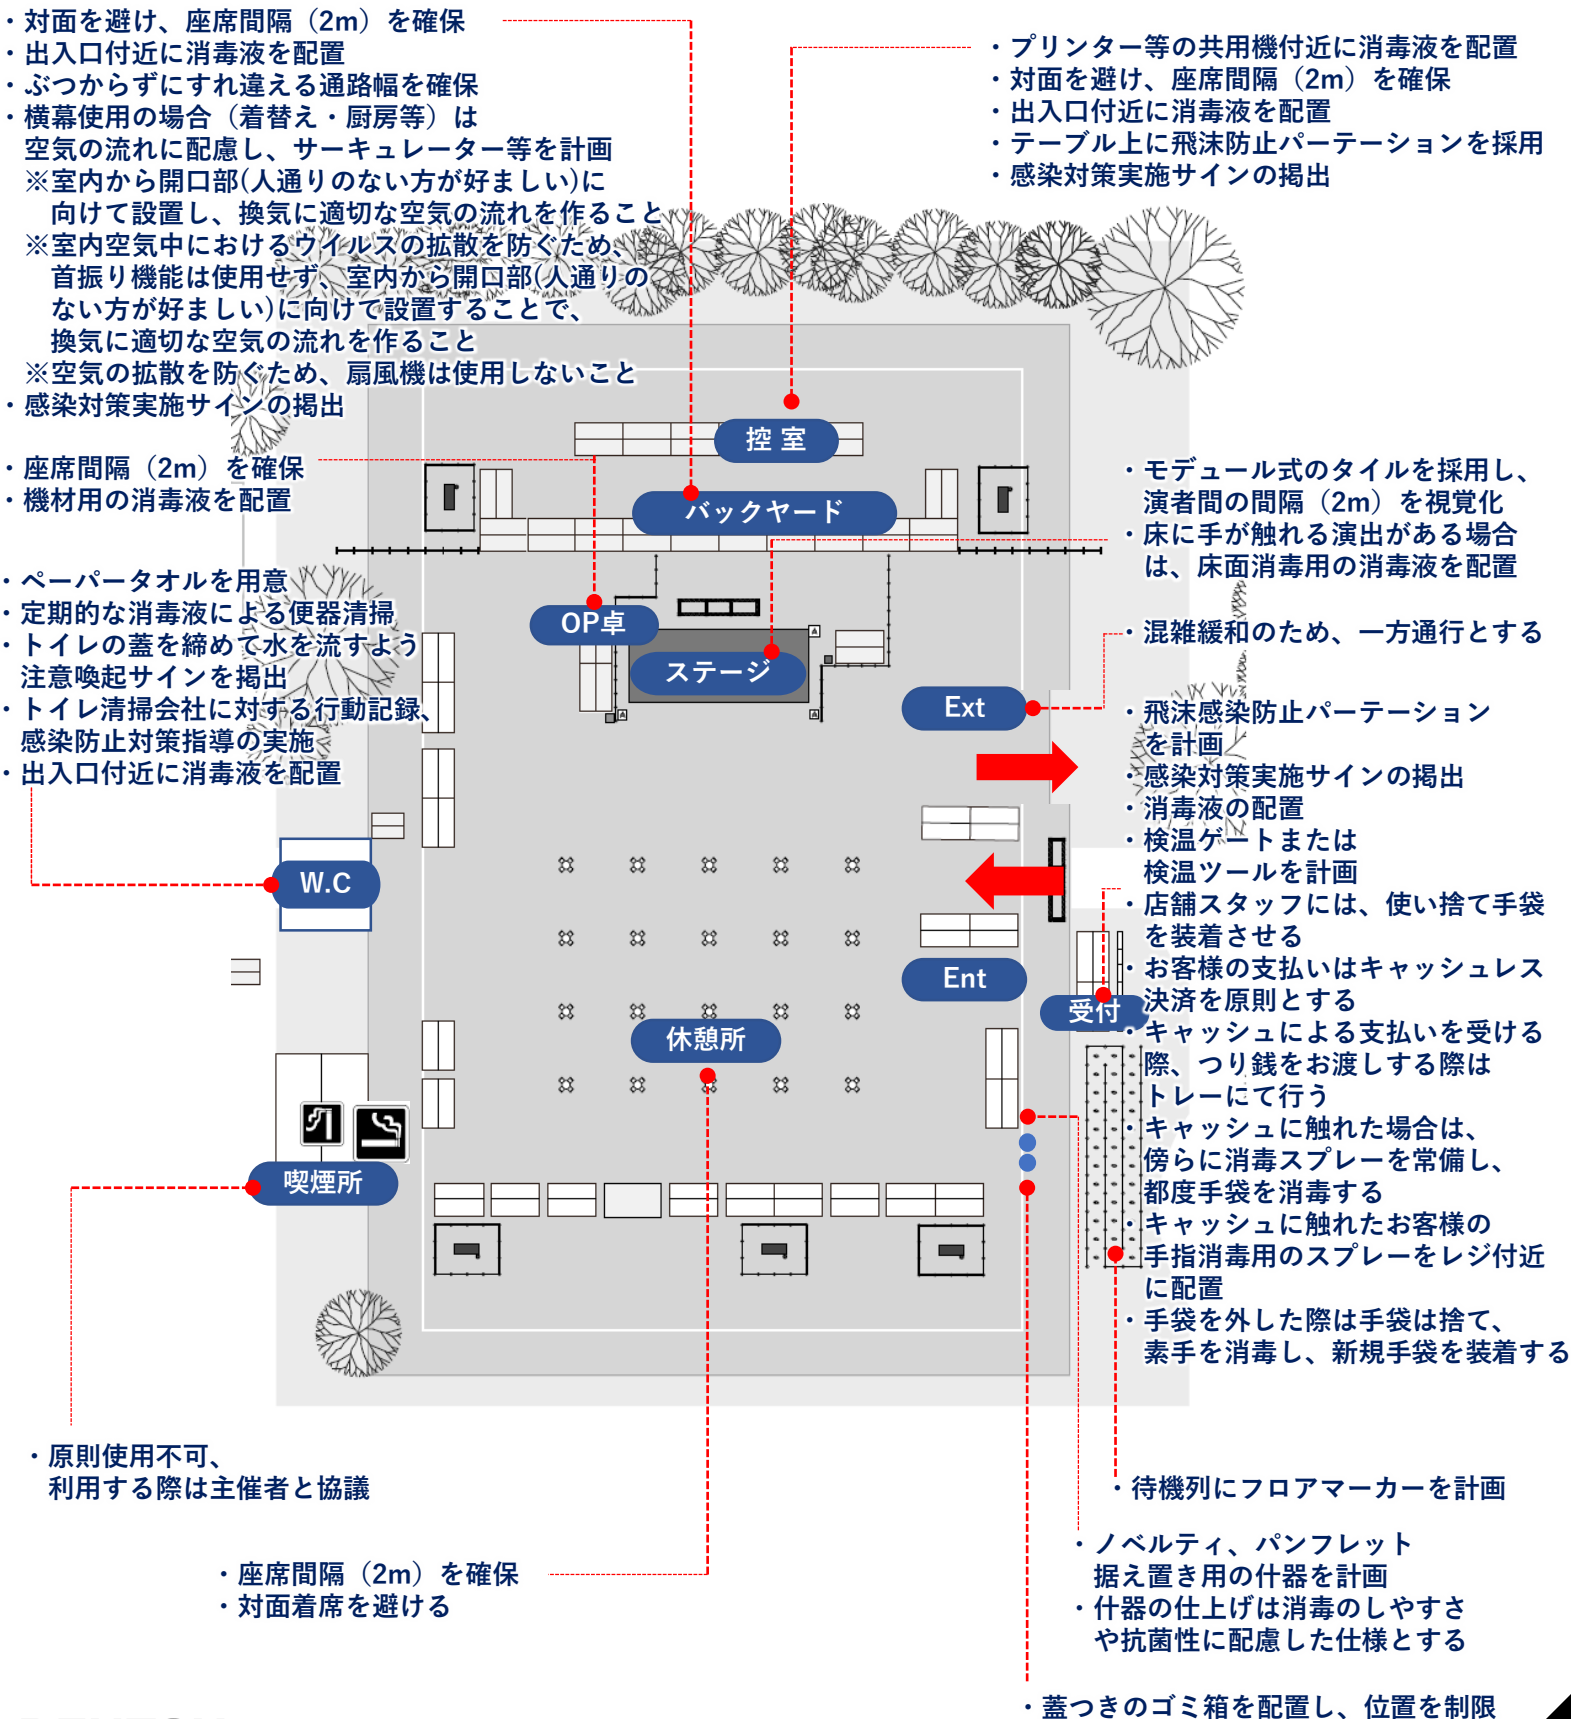 ・対面を避け、座席間隔（2m）を確保
・出入口付近に消毒液を配置
・ぶつからずにすれ違える通路幅を確保
・横幕使用の場合（着替え・厨房等）は
空気の流れに配慮し、サーキュレーター等を計画
※室内から開口部(人通りのない方が好ましい)に
向けて設置し、換気に適切な空気の流れを作ること
※室内空気中におけるウイルスの拡散を防ぐため、
首振り機能は使用せず、室内から開口部(人通りの
ない方が好ましい)に向けて設置することで、
換気に適切な空気の流れを作ること
※空気の拡散を防ぐため、扇風機は使用しないこと
・感染対策実施サインの掲出
・プリンター等の共用機付近に消毒液を配置
・対面を避け、座席間隔（2m）を確保
・出入口付近に消毒液を配置
・テーブル上に飛沫防止パーテーションを採用
・感染対策実施サインの掲出
・座席間隔（2m）を確保
・機材用の消毒液を配置
控室
バックヤード
・モデュール式のタイルを採用し、
演者間の間隔（2m）を視覚化
・床に手が触れる演出がある場合
は、床面消毒用の消毒液を配置
・ペーパータオルを用意
・定期的な消毒液による便器清掃
・トイレの蓋を締めて水を流すよう
注意喚起サインを掲出
・トイレ清掃会社に対する行動記録、
感染防止対策指導の実施
・出入口付近に消毒液を配置
OP卓
ステージ
・混雑緩和のため、一方通行とする
Ext
・飛沫感染防止パーテーション
を計画
・感染対策実施サインの掲出
・消毒液の配置
・検温ゲートまたは
検温ツールを計画
・店舗スタッフには、使い捨て手袋
を装着させる
・お客様の支払いはキャッシュレス
決済を原則とする
・キャッシュによる支払いを受ける
際、つり銭をお渡しする際は
トレーにて行う
・キャッシュに触れた場合は、
傍らに消毒スプレーを常備し、
都度手袋を消毒する
・キャッシュに触れたお客様の
手指消毒用のスプレーをレジ付近
に配置
・手袋を外した際は手袋は捨て、
素手を消毒し、新規手袋を装着する
W.C
Ent
受付
休憩所
喫煙所
・原則使用不可、
利用する際は主催者と協議
・待機列にフロアマーカーを計画
・座席間隔（2m）を確保
・対面着席を避ける
・ノベルティ、パンフレット
据え置き用の什器を計画
・什器の仕上げは消毒のしやすさ
や抗菌性に配慮した仕様とする
・蓋つきのゴミ箱を配置し、位置を制限